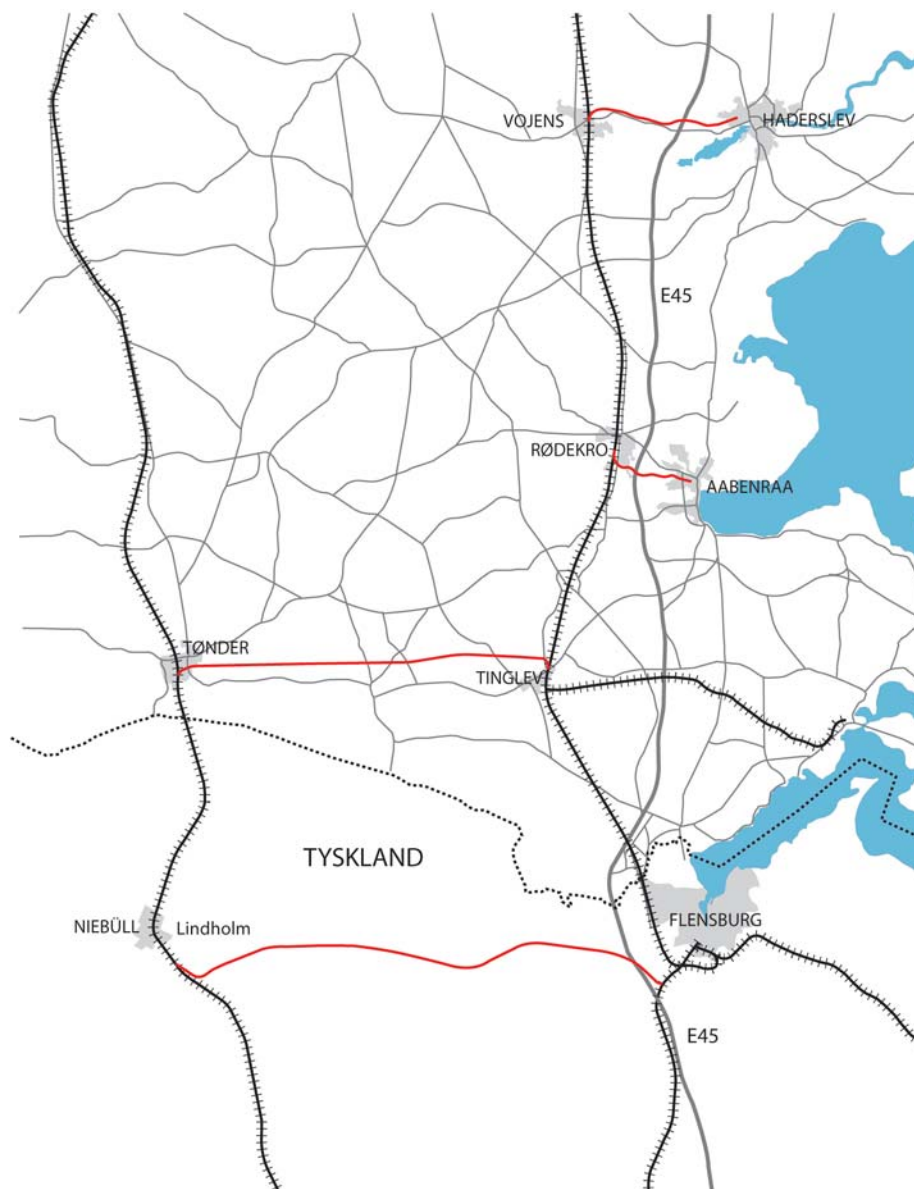 VOJENS
HADERSLEV
E45
RØDEKRO
AABENRAA
TØNDER
TINGLEV
TYSKLAND
NIEBÜLL
Lindholm
FLENSBURG
E45